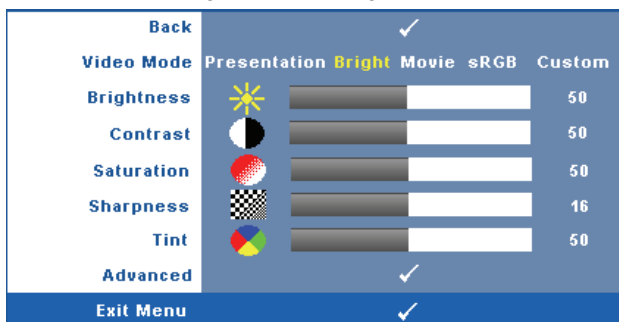 Back
Video Mode Presentation Bright Movie sRGB Custom
Brightness 50
Contrast 50
Saturation 50
Sharpness 16
Tint 50
Advanced
Exit Menu